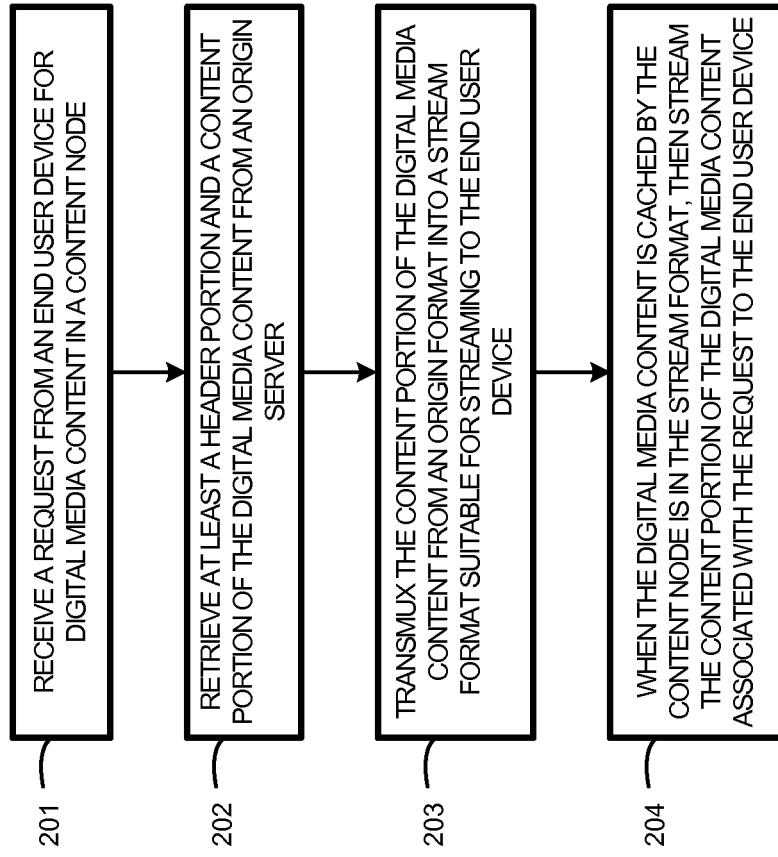 201
RECEIVE A REQUEST FROM AN END USER DEVICE FOR
DIGITAL MEDIA CONTENT IN A CONTENT NODE
202
RETRIEVE AT LEAST A HEADER PORTION AND A CONTENT
PORTION OF THE DIGITAL MEDIA CONTENT FROM AN ORIGIN
SERVER
203
TRANSMUX THE CONTENT PORTION OF THE DIGITAL MEDIA
CONTENT FROM AN ORIGIN FORMAT INTO A STREAM
FORMAT SUITABLE FOR STREAMING TO THE END USER
DEVICE
204
WHEN THE DIGITAL MEDIA CONTENT IS CACHED BY THE
CONTENT NODE IS IN THE STREAM FORMAT, THEN STREAM
THE CONTENT PORTION OF THE DIGITAL MEDIA CONTENT
ASSOCIATED WITH THE REQUEST TO THE END USER DEVICE